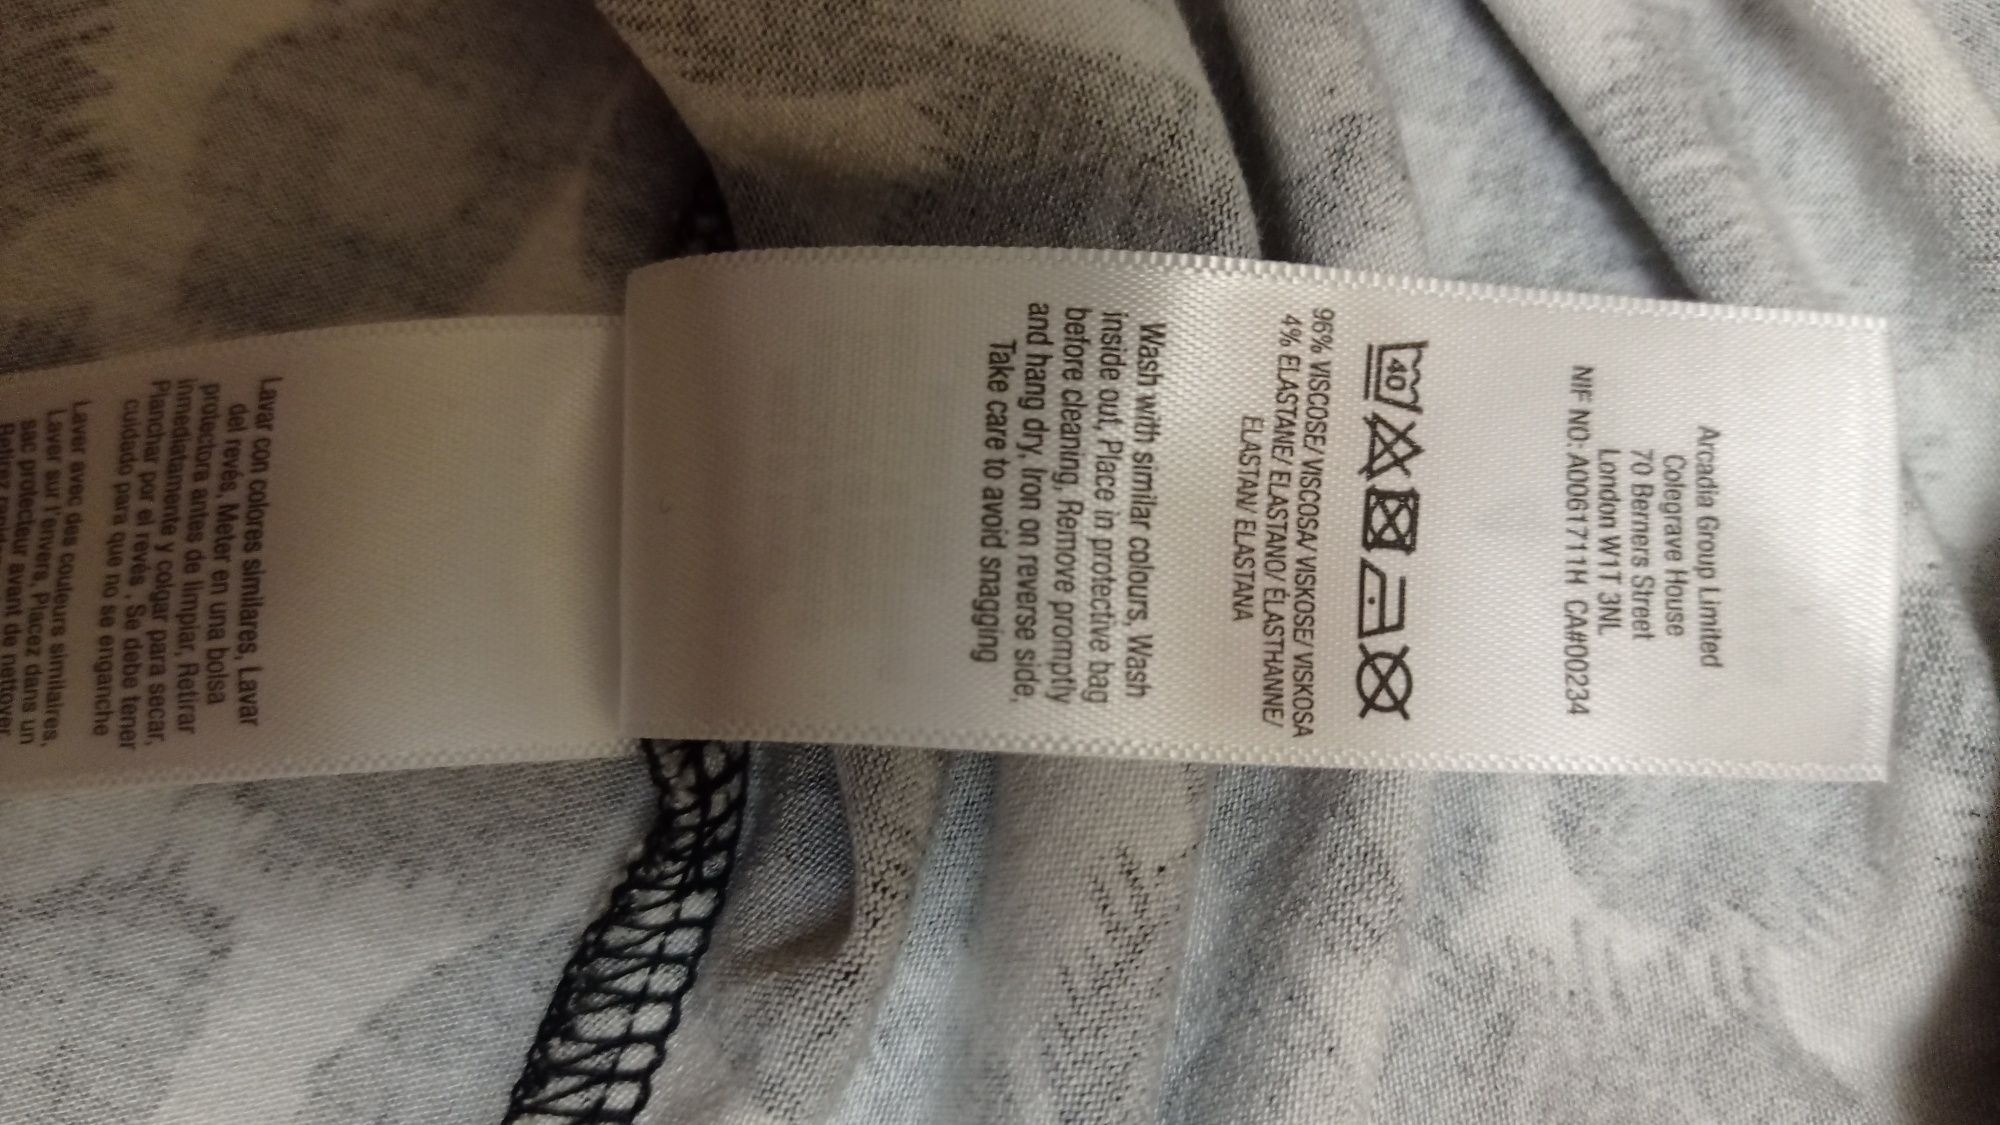 Arcadia Group Limited
Colegrave House
70 Berners Street
London W1T 3NL
NIF NO: A0061711H CA#00234
40
96% VISCOSE/ VISCOSA/ VISKOSE/ VISKOSA
4% ELASTANE/ ELASTANO/ ÉLASTHANNE/
ELASTAN/ ELASTANA
Wash with similar colours, Wash
inside out, Place in protective bag
before cleaning, Remove promptly
and hang dry, Iron on reverse side,
Take care to avoid snagging
Lavar con colores similares, Lavar
del revés, Meter en una bolsa
protectora antes de limpiar, Retirar
inmediatamente y colgar para secar,
Planchar por el revés . Se debe tener
cuidado para que no se enganche
Laver avec des couleurs similaires,
Laver sur l'envers, Placez dans un
sac protecteur avant de nettoyer